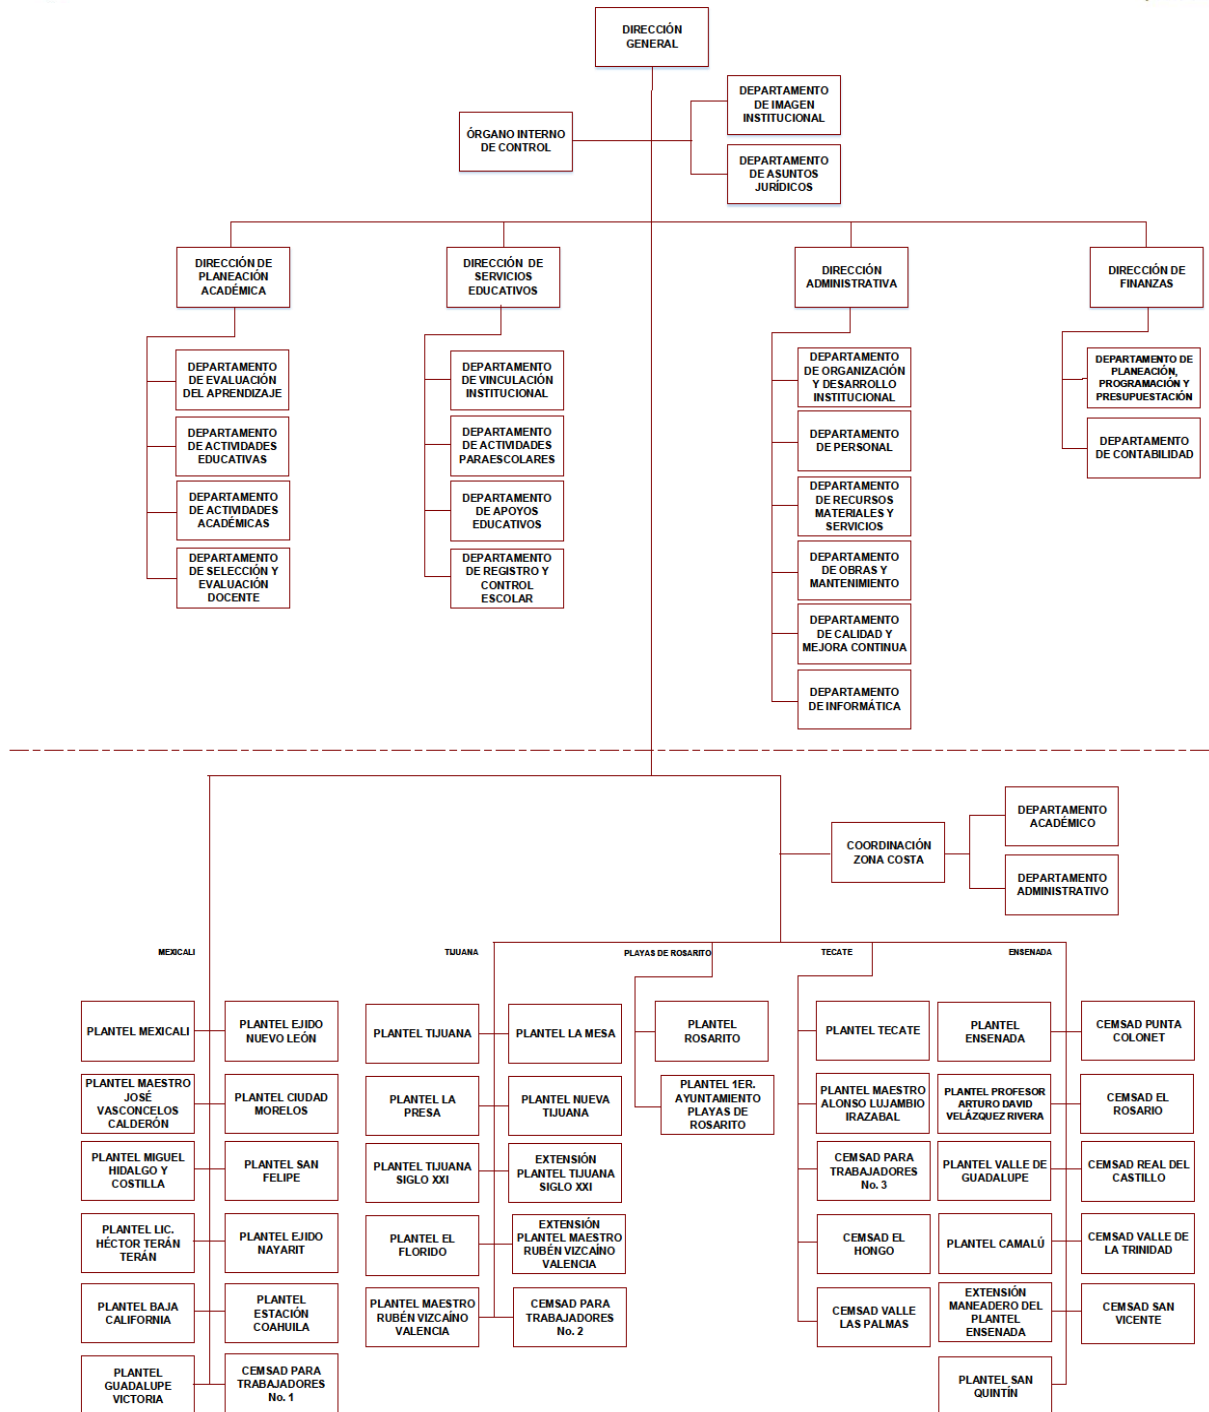 DIRECCIÓN
GENERAL
DEPARTAMENTO
DE IMAGEN
INSTITUCIONAL
ÓRGANO INTERNO
DE CONTROL
DEPARTAMENTO
DE ASUNTOS
JURÍDICOS
DIRECCIÓN DE
PLANEACIÓN
ACADÉMICA
DIRECCIÓN DE
SERVICIOS
EDUCATIVOS
DIRECCIÓN
ADMINISTRATIVA
DIRECCIÓN DE
FINANZAS
DEPARTAMENTO
DE EVALUACIÓN
DEL APRENDIZAJE
DEPARTAMENTO
DE ACTIVIDADES
EDUCATIVAS
DEPARTAMENTO
DE ACTIVIDADES
ACADÉMICAS
DEPARTAMENTO
DE SELECCIÓN Y
EVALUACIÓN
DOCENTE
DEPARTAMENTO
DE VINCULACIÓN
INSTITUCIONAL
DEPARTAMENTO
DE ACTIVIDADES
PARAESCOLARES
DEPARTAMENTO
DE APOYOS
EDUCATIVOS
DEPARTAMENTO
DE REGISTRO Y
CONTROL
ESCOLAR
DEPARTAMENTO
DE ORGANIZACIÓN
Y DESARROLLO
INSTITUCIONAL
DEPARTAMENTO
DE PERSONAL
DEPARTAMENTO
DE RECURSOS
MATERIALES Y
SERVICIOS
DEPARTAMENTO
DE OBRAS Y
MANTENIMIENTO
DEPARTAMENTO
DE CALIDAD Y
MEJORA CONTINUA
DEPARTAMENTO
DE INFORMÁTICA
DEPARTAMENTO DE
PLANEACIÓN,
PROGRAMACIÓN Y
PRESUPUESTACIÓN
DEPARTAMENTO
DE CONTABILIDAD
COORDINACIÓN
ZONA COSTA
DEPARTAMENTO
ACADÉMICO
DEPARTAMENTO
ADMINISTRATIVO
MEXICALI
PLANTEL MEXICALI
PLANTEL EJIDO
NUEVO LEÓN
PLANTEL MAESTRO
JOSÉ
VASCONCELOS
CALDERÓN
PLANTEL CIUDAD
MORELOS
PLANTEL MIGUEL
HIDALGO Y
COSTILLA
PLANTEL SAN
FELIPE
PLANTEL LIC.
HÉCTOR TERÁN
TERÁN
PLANTEL EJIDO
NAYARIT
PLANTEL BAJA
CALIFORNIA
PLANTEL
ESTACIÓN
COAHUILA
PLANTEL
GUADALUPE
VICTORIA
CEMSAD PARA
TRABAJADORES
No. 1
TIJUANA
PLANTEL TIJUANA
PLANTEL LA MESA
PLANTEL LA
PRESA
PLANTEL NUEVA
TIJUANA
PLANTEL TIJUANA
SIGLO XXI
EXTENSIÓN
PLANTEL TIJUANA
SIGLO XXI
PLANTEL EL
FLORIDO
EXTENSIÓN
PLANTEL MAESTRO
RUBÉN VIZCAÍNO
VALENCIA
PLANTEL MAESTRO
RUBÉN VIZCAÍNO
VALENCIA
CEMSAD PARA
TRABAJADORES
No. 2
PLAYAS DE ROSARITO
PLANTEL
ROSARITO
PLANTEL 1ER.
AYUNTAMIENTO
PLAYAS DE
ROSARITO
TECATE
PLANTEL TECATE
PLANTEL MAESTRO
ALONSO LUJAMBIO
IRAZABAL
CEMSAD PARA
TRABAJADORES
No. 3
CEMSAD EL
HONGO
CEMSAD VALLE
LAS PALMAS
ENSENADA
PLANTEL
ENSENADA
CEMSAD PUNTA
COLONET
PLANTEL PROFESOR
ARTURO DAVID
VELÁZQUEZ RIVERA
CEMSAD EL
ROSARIO
PLANTEL VALLE DE
GUADALUPE
CEMSAD REAL DEL
CASTILLO
PLANTEL CAMALÚ
CEMSAD VALLE DE
LA TRINIDAD
EXTENSIÓN
MANEADERO DEL
PLANTEL
ENSENADA
CEMSAD SAN
VICENTE
PLANTEL SAN
QUINTÍN